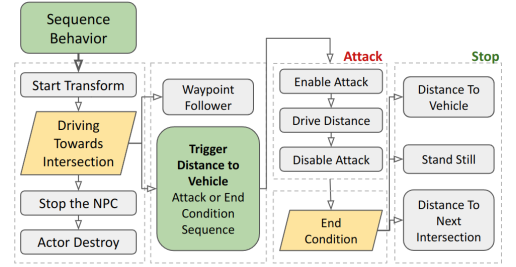 Sequence
Behavior
Start Transform
Driving
Towards
Intersection
Stop the NPC
Actor Destroy
Waypoint
Follower
Trigger
Distance to
Vehicle
Attack or End
Condition
Sequence
Attack
Enable Attack
Drive Distance
Disable Attack
End
Condition
Stop
Distance To
Vehicle
Stand Still
Distance To
Next
Intersection